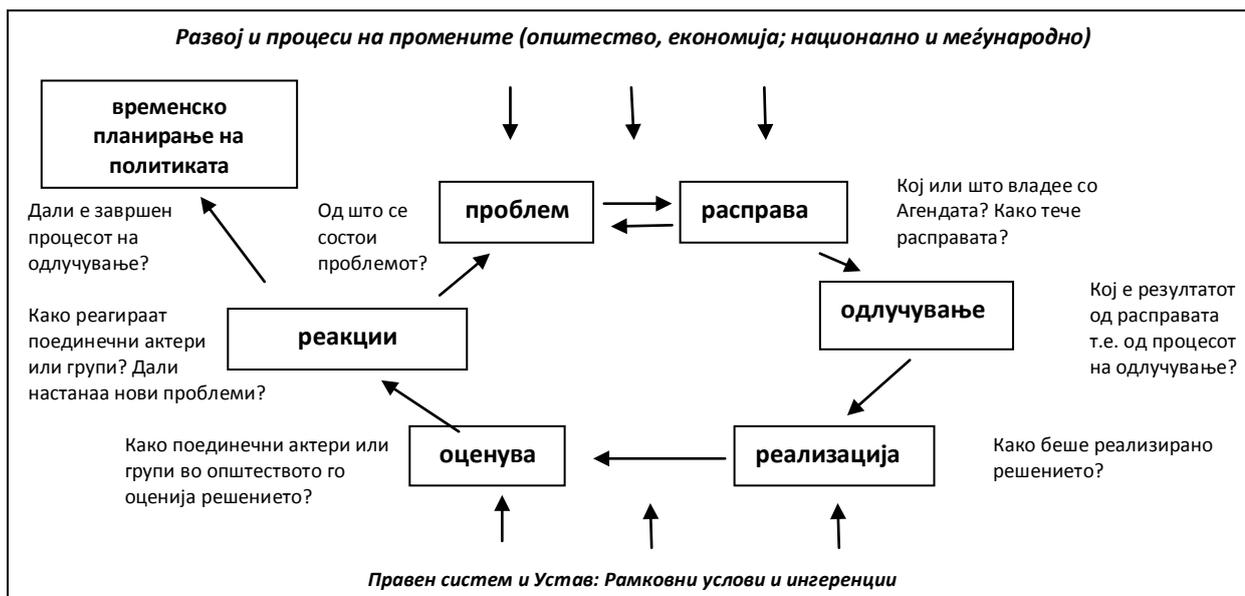 Развој и процеси на промените (општество, економија; национално и меѓународно)
временско
планирање на
политиката
Дали е завршен
процесот на
одлучување?
Од што се
состои
проблемот?
проблем
расправа
Кој или што владее со
Агендата? Како тече
расправата?
реакции
одлучување
Кој е резултатот
од расправата
т.е. од процесот
на одлучување?
Како реагираат
поединечни актери
или групи? Дали
настанаа нови проблеми?
Како поединечни актери или
групи во општеството го
оценија решението?
оценува
реализација
Како беше реализирано
решението?
Правен систем и Устав: Рамковни услови и ингеренции